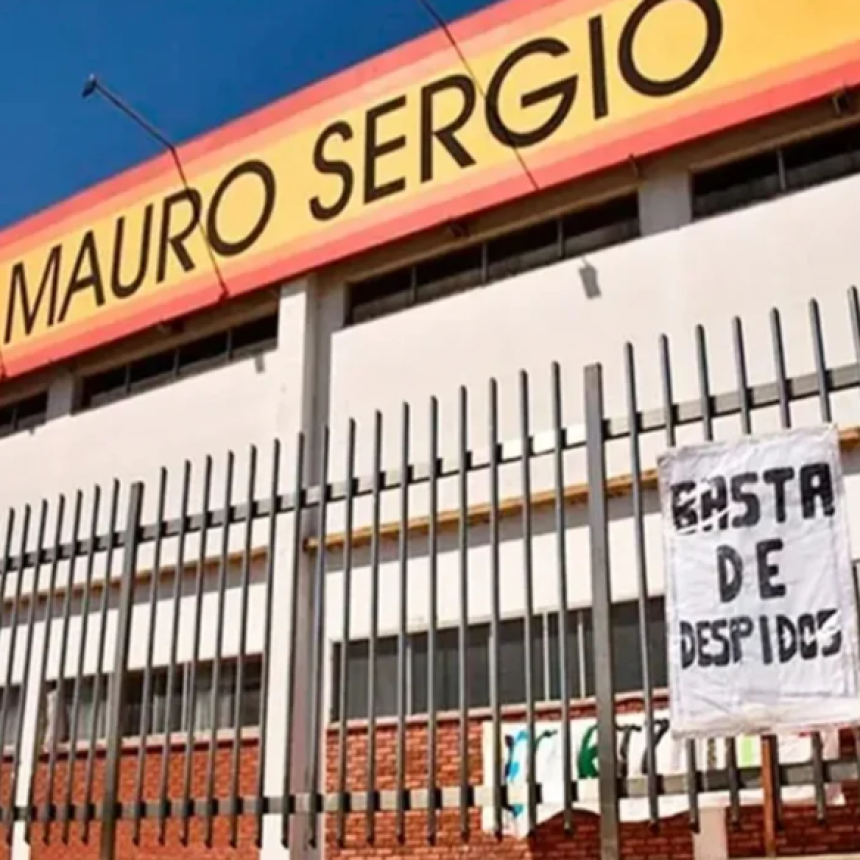 MAURO SERGIO
BASTA
DE
DESPIDOS